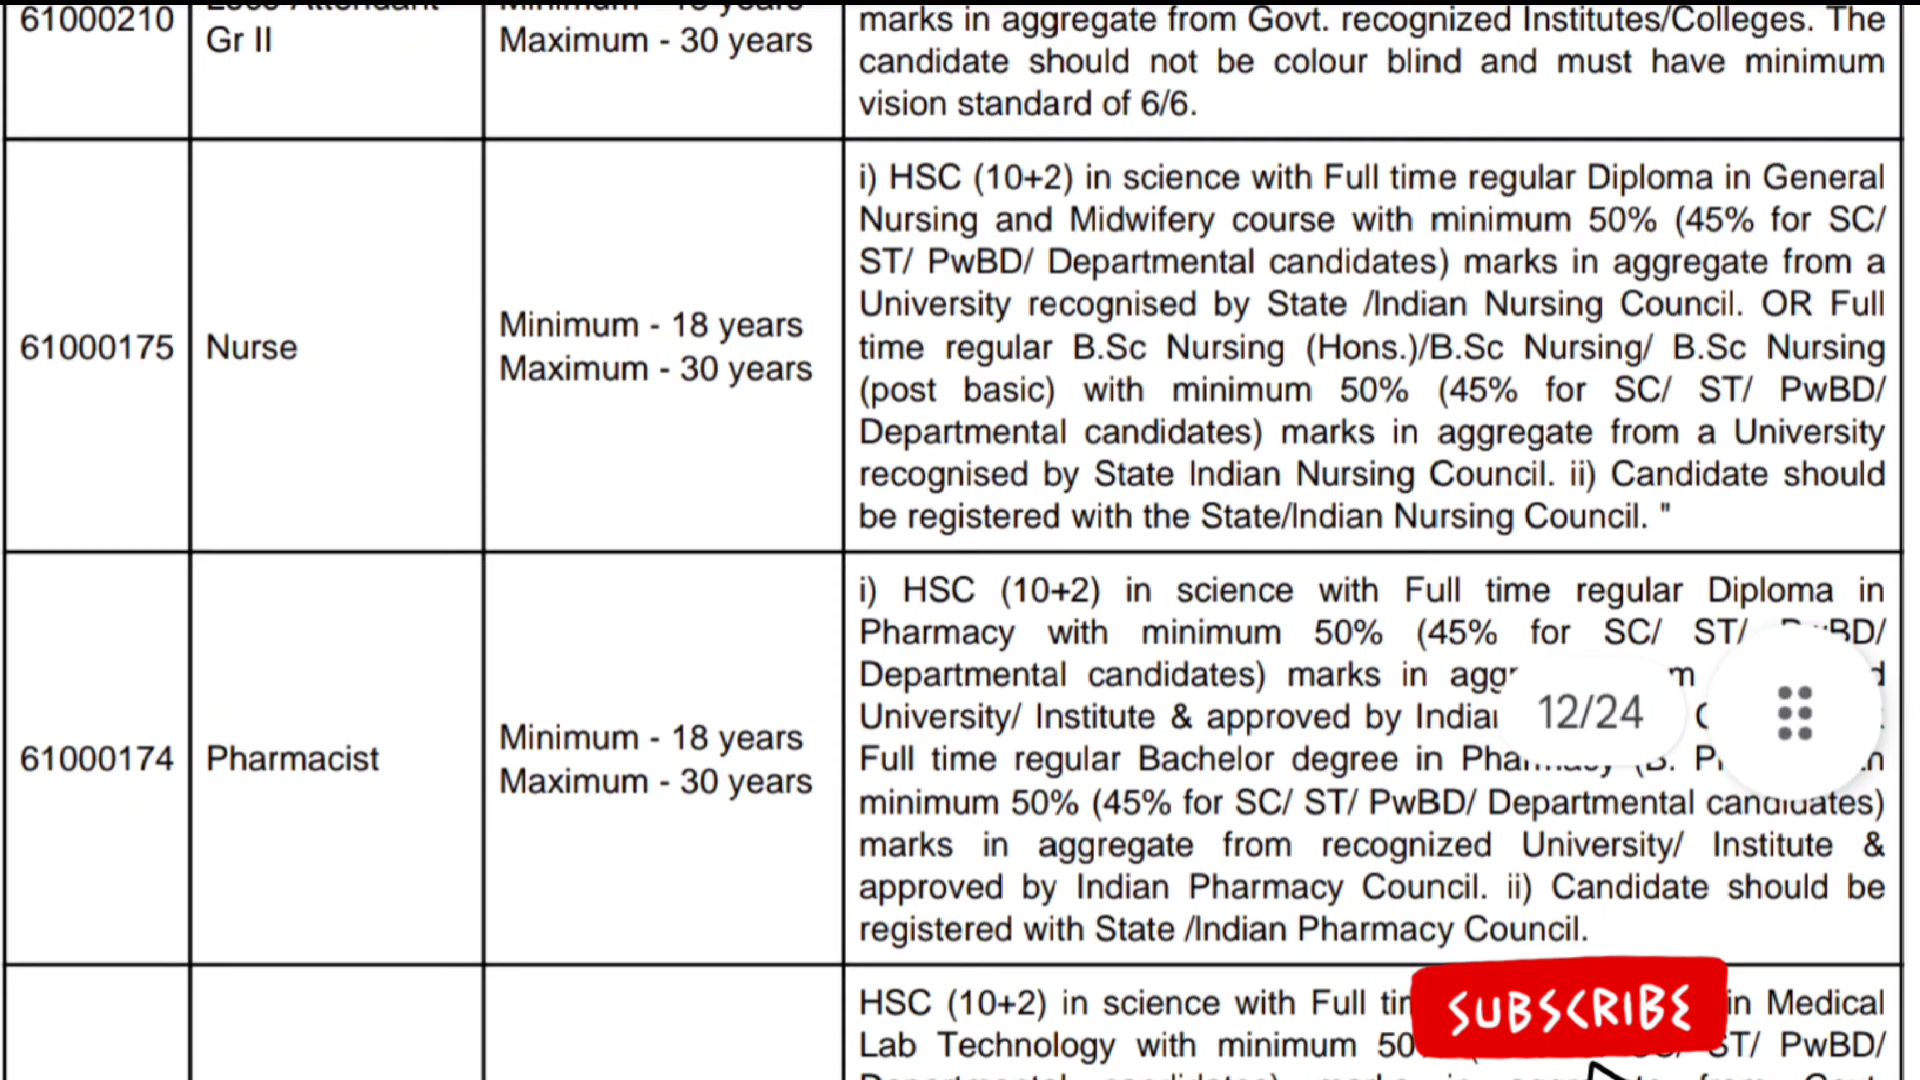 61000210
Gr II
Maximum - 30 years
marks in aggregate from Govt. recognized Institutes/Colleges. The
candidate should not be colour blind and must have minimum
vision standard of 6/6.
61000175
Nurse
Minimum - 18 years
Maximum - 30 years
i) HSC (10+2) in science with Full time regular Diploma in General
Nursing and Midwifery course with minimum 50% (45% for SC/
ST/ PwBD/ Departmental candidates) marks in aggregate from a
University recognised by State /Indian Nursing Council. OR Full
time regular B.Sc Nursing (Hons.)/B.Sc Nursing/ B.Sc Nursing
(post basic) with minimum 50% (45% for SC/ ST/ PwBD/
Departmental candidates) marks in aggregate from a University
recognised by State Indian Nursing Council. ii) Candidate should
be registered with the State/Indian Nursing Council. "
61000174
Pharmacist
Minimum - 18 years
Maximum - 30 years
i) HSC (10+2) in science with Full time regular Diploma in
Pharmacy with minimum 50% (45% for SC/ ST/
Departmental candidates) marks in
University/ Institute & approved by
Full time regular Bachelor degree in
minimum 50% (45% for SC/ ST/ PwBD/ Departmental candidates)
marks in aggregate from recognized University/ Institute &
approved by Indian Pharmacy Council. ii) Candidate should be
registered with State /Indian Pharmacy Council.
12/24
HSC (10+2) in science with Full in Medical
Lab Technology with minimum ST/ PwBD/
SUBSCRIBE